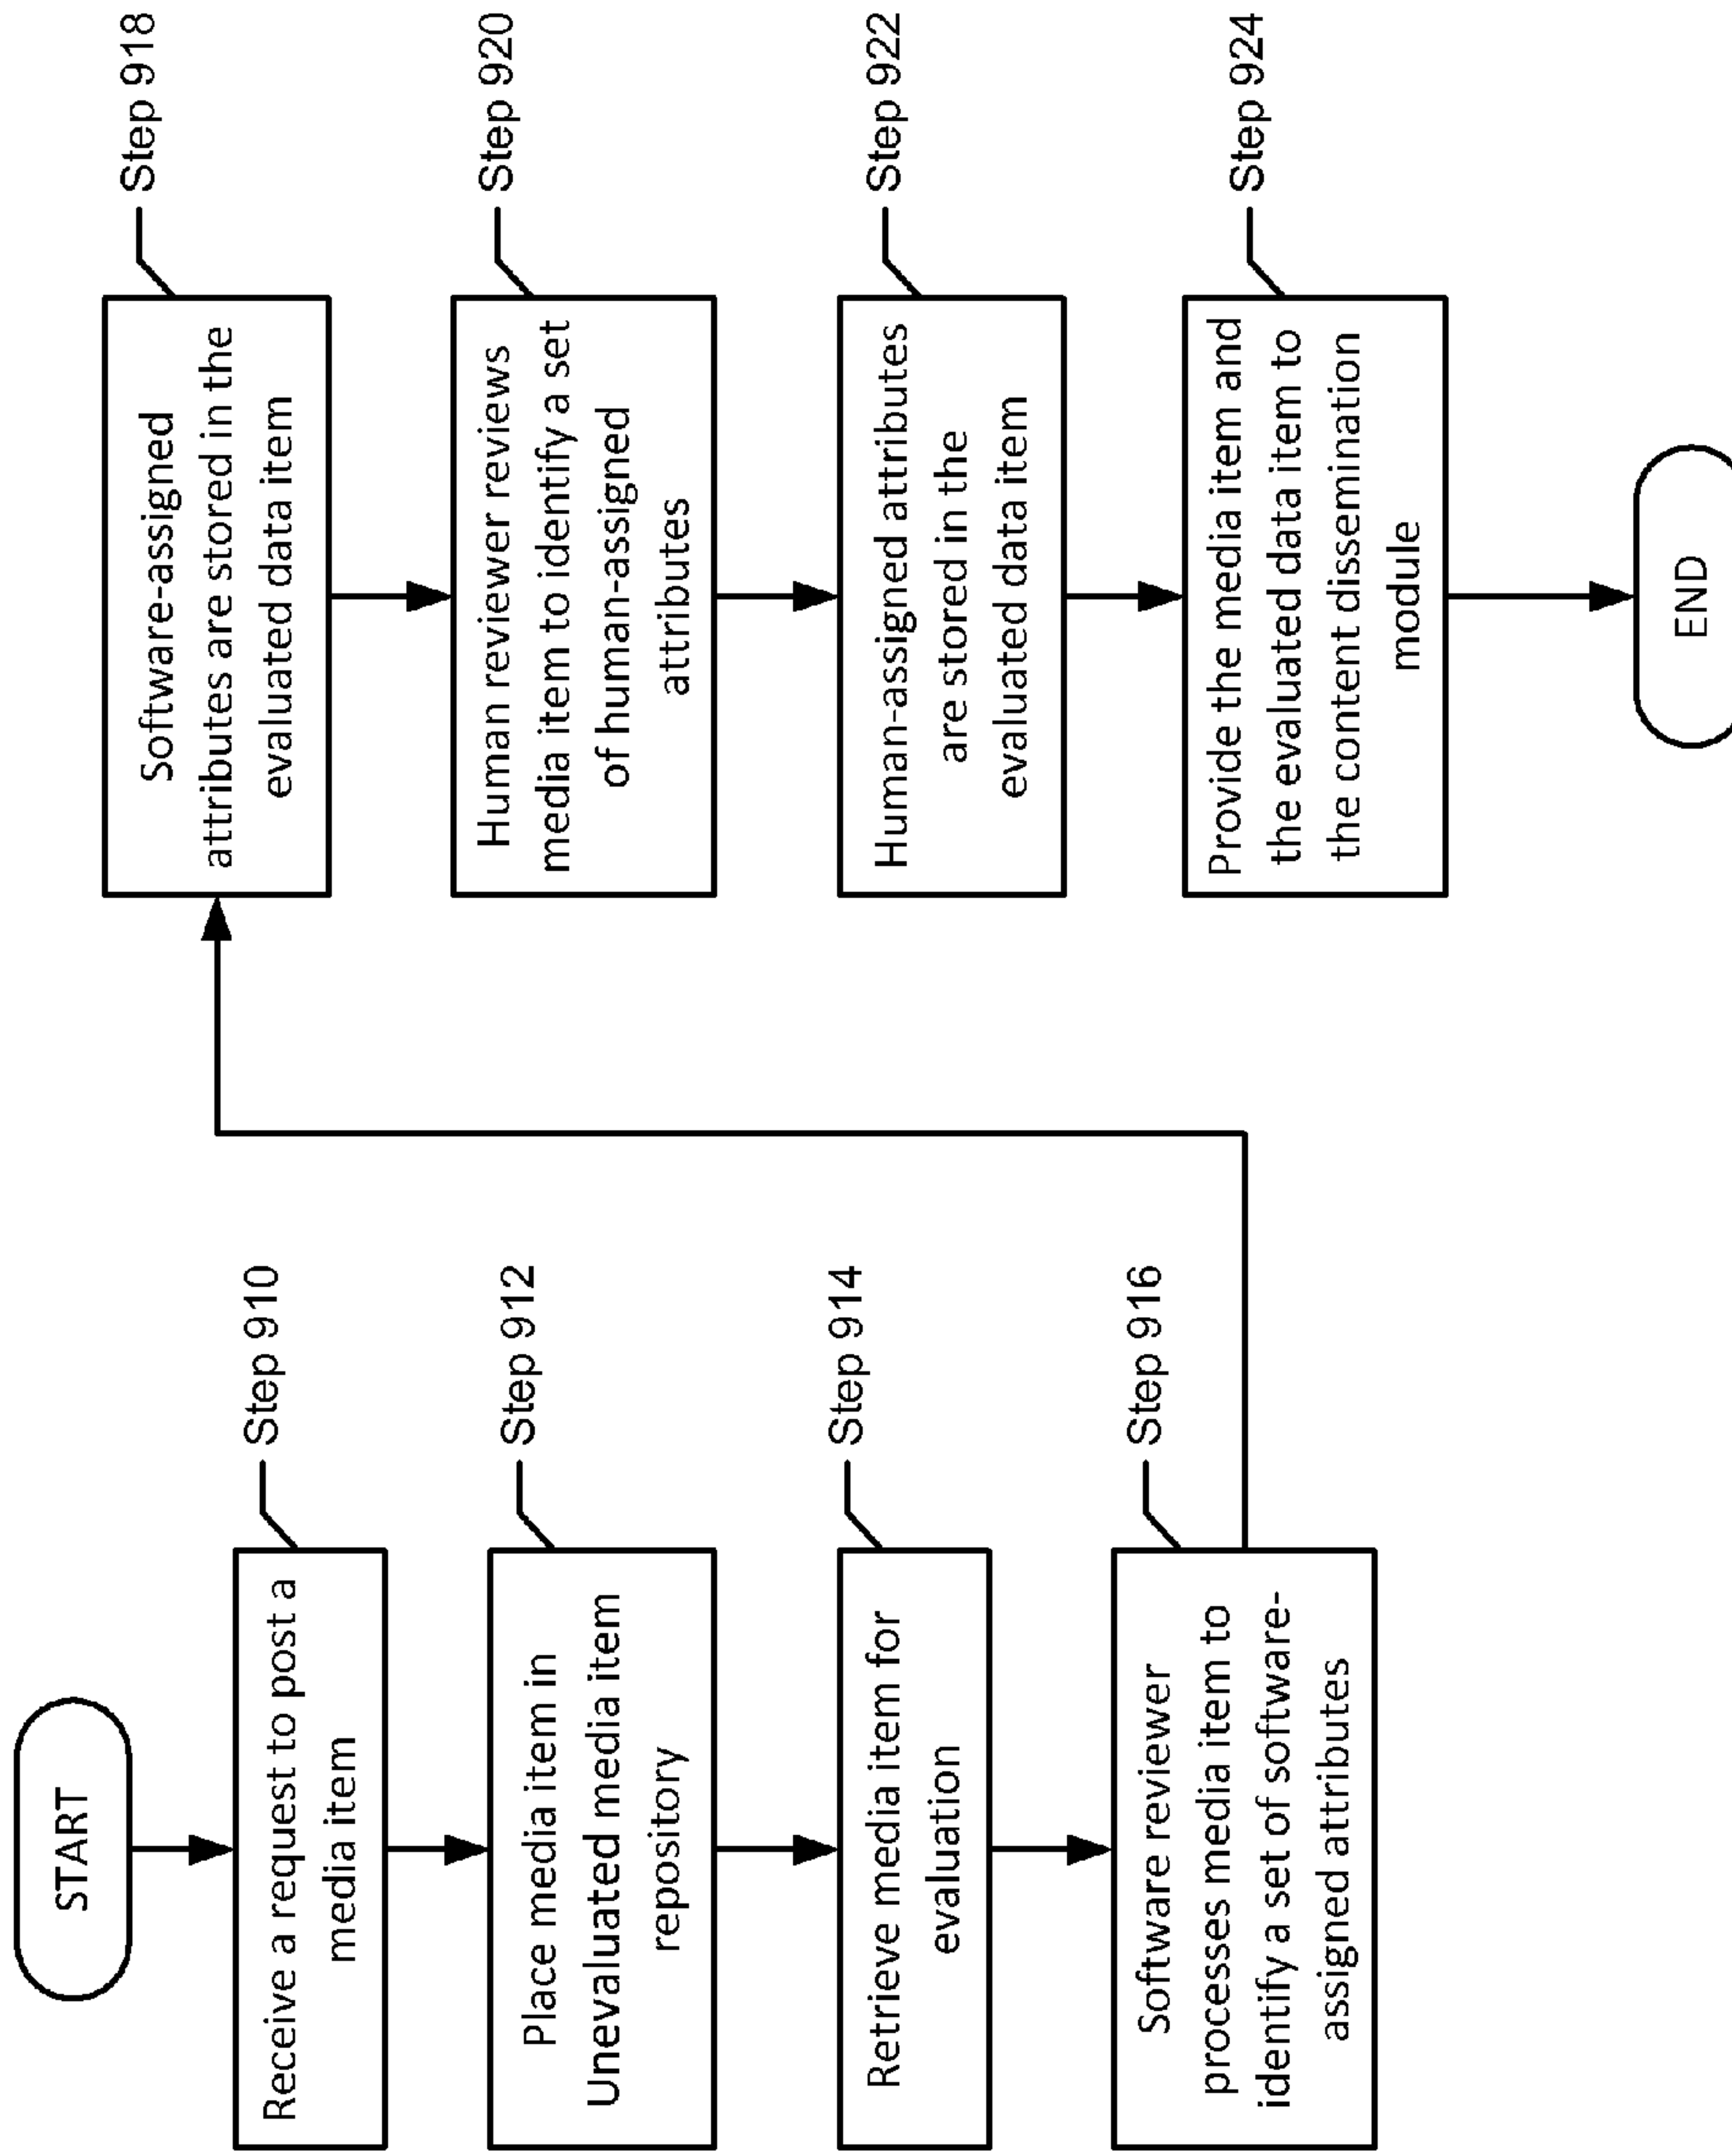 START
Receive a request to post a
media item
Step 910
Place media item in
Unevaluated media item
repository
Step 912
Retrieve media item for
evaluation
Step 914
Software reviewer
processes media item to
identify a set of software-
assigned attributes
Step 916
Software-assigned
attributes are stored in the
evaluated data item
Step 918
Human reviewer reviews
media item to identify a set
of human-assigned
attributes
Step 920
Human-assigned attributes
are stored in the
evaluated data item
Step 922
Provide the media item and
the evaluated data item to
the content dissemination
module
Step 924
END